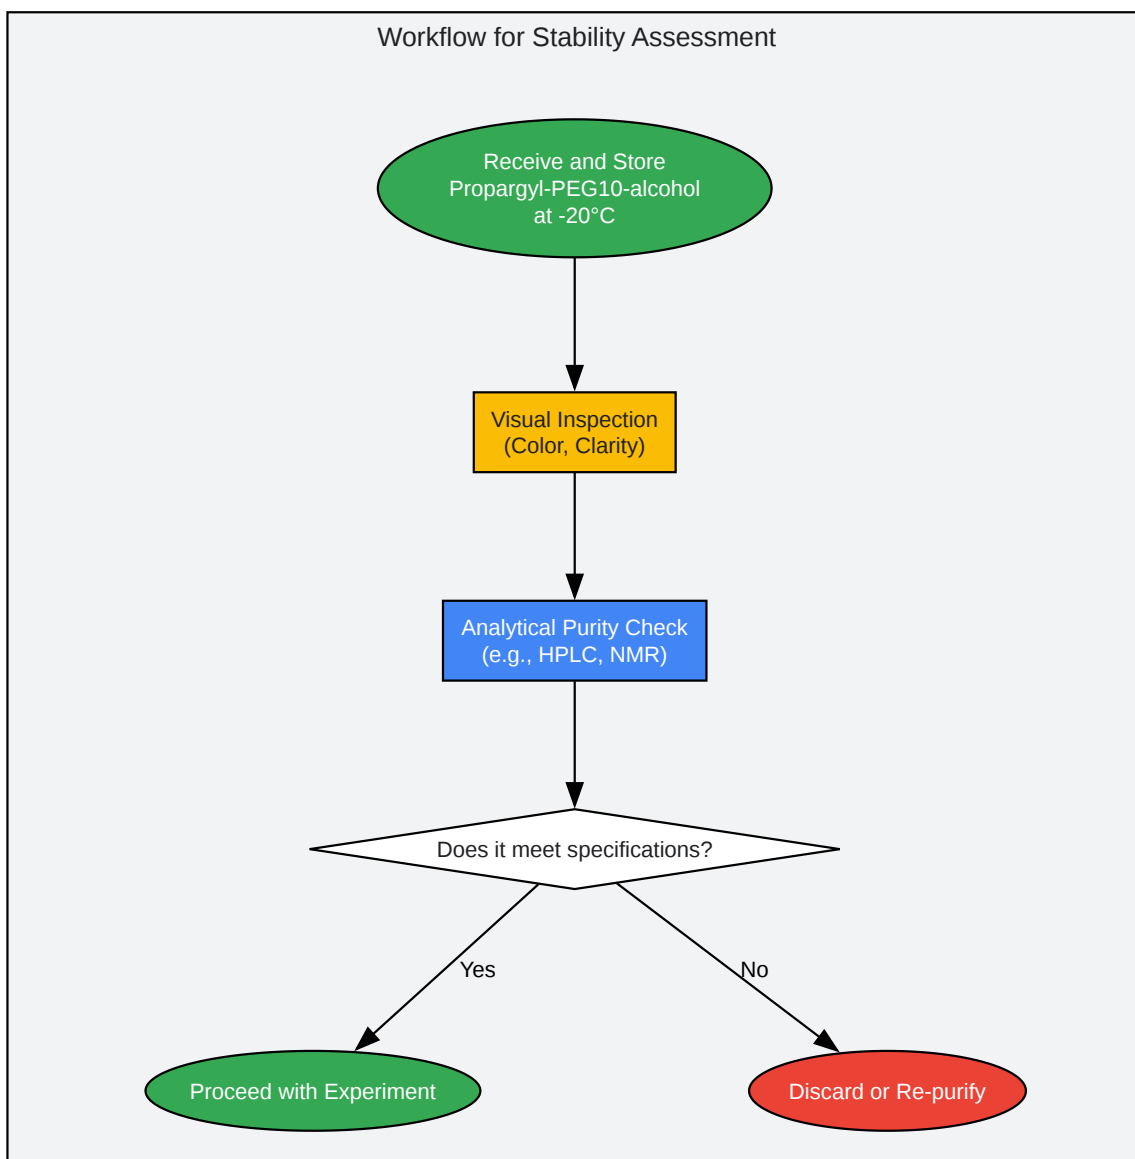 Workflow for Stability Assessment
Receive and Store
Propargyl-PEG10-alcohol
at -20°C
Visual Inspection
(Color, Clarity)
Analytical Purity Check
(e.g., HPLC, NMR)
Does it meet specifications?
Yes
No
Proceed with Experiment
Discard or Re-purify